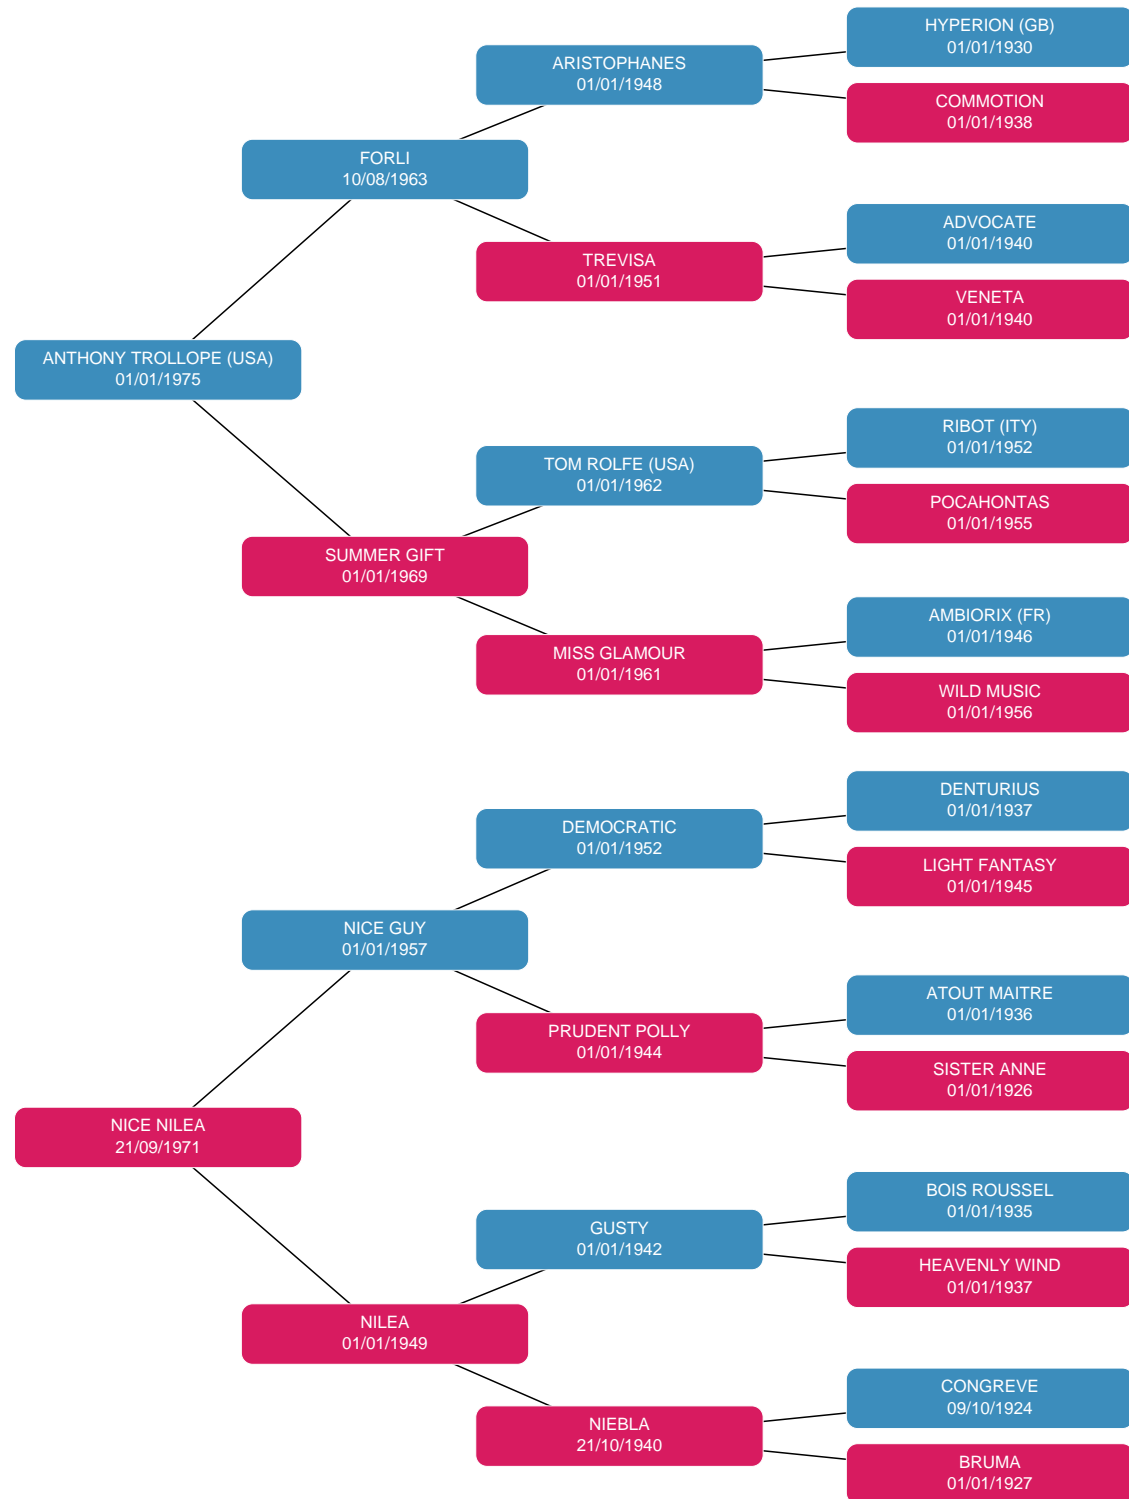 HYPERION (GB)
01/01/1930
ARISTOPHANES
01/01/1948
COMMOTION
01/01/1938
FORLI
10/08/1963
ADVOCATE
01/01/1940
TREVISA
01/01/1951
VENETA
01/01/1940
ANTHONY TROLLOPE (USA)
01/01/1975
RIBOT (ITY)
01/01/1952
TOM ROLFE (USA)
01/01/1962
POCAHONTAS
01/01/1955
SUMMER GIFT
01/01/1969
AMBIORIX (FR)
01/01/1946
MISS GLAMOUR
01/01/1961
WILD MUSIC
01/01/1956
DENTURIUS
01/01/1937
DEMOCRATIC
01/01/1952
LIGHT FANTASY
01/01/1945
NICE GUY
01/01/1957
ATOUT MAITRE
01/01/1936
PRUDENT POLLY
01/01/1944
SISTER ANNE
01/01/1926
NICE NILEA
21/09/1971
BOIS ROUSSEL
01/01/1935
GUSTY
01/01/1942
HEAVENLY WIND
01/01/1937
NILEA
01/01/1949
CONGREVE
09/10/1924
NIEBLA
21/10/1940
BRUMA
01/01/1927